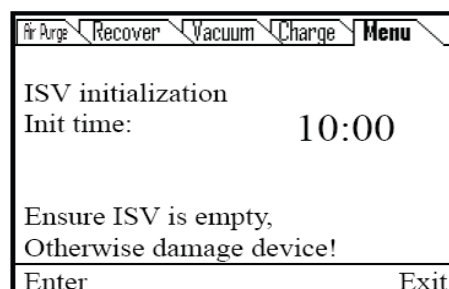 Air Purge Recover Vacuum Charge Menu
ISV initialization
Init time: 10:00
Ensure ISV is empty,
Otherwise damage device!
Enter Exit